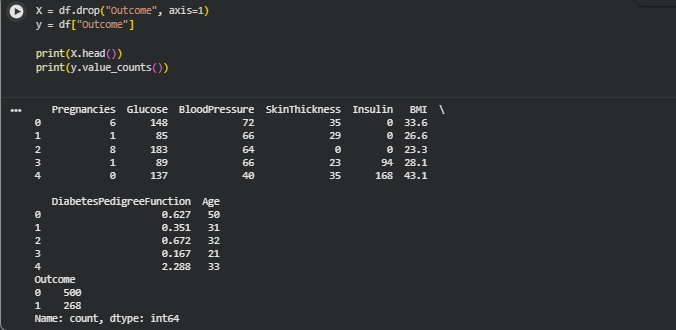 X = df.drop("Outcome", axis=1)
y = df["Outcome"]
print(X.head())
print(y.value_counts())
Pregnancies Glucose BloodPressure SkinThickness Insulin BMI \
0 6 148 72 35 0 33.6
1 1 85 66 29 0 26.6
2 8 183 64 0 0 23.3
3 1 89 66 23 94 28.1
4 0 137 40 35 168 43.1
DiabetesPedigreeFunction Age
0 0.627 50
1 0.351 31
2 0.672 32
3 0.167 21
4 2.288 33
Outcome
0 500
1 268
Name: count, dtype: int64